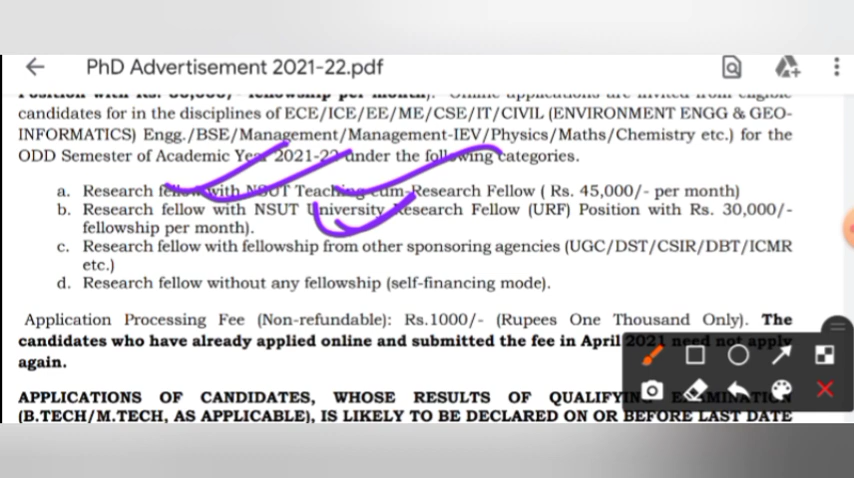 PhD Advertisement 2021-22.pdf
candidates for in the disciplines of ECE/ICE/EE/ME/CSE/IT/CIVIL (ENVIRONMENT ENGG & GEO-
INFORMATICS) Engg./BSE/Management/Management-IEV/Physics/Maths/Chemistry etc.) for the
ODD Semester of Academic Year 2021-22 under the following categories.
a. Research fellow with NSUT Teaching-cum-Research Fellow ( Rs. 45,000/- per month)
b. Research fellow with NSUT University Research Fellow (URF) Position with Rs. 30,000/-
fellowship per month).
c. Research fellow with fellowship from other sponsoring agencies (UGC/DST/CSIR/DBT/ICMR
etc.)
d. Research fellow without any fellowship (self-financing mode).
Application Processing Fee (Non-refundable): Rs.1000/- (Rupees One Thousand Only). The
candidates who have already applied online and submitted the fee in April 2021 need not apply
again.
APPLICATIONS OF CANDIDATES, WHOSE RESULTS OF QUALIFYING EXAMINATION
(B.TECH/M.TECH, AS APPLICABLE), IS LIKELY TO BE DECLARED ON OR BEFORE LAST DATE